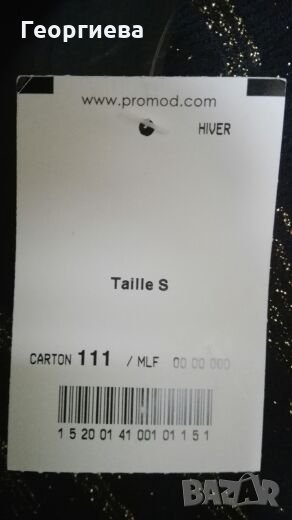 Георгиева
www.promod.com
HIVER
Taille S
CARTON 111 / MLF 00 00 000
1 5 20 01 41 001 01 1 5 1
BAZAR